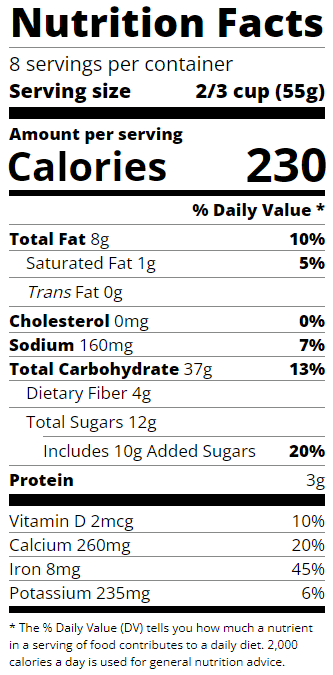 Nutrition Facts
8 servings per container
Serving size 2/3 cup (55g)
Amount per serving
Calories 230
% Daily Value *
Total Fat 8g 10%
Saturated Fat 1g 5%
Trans Fat 0g
Cholesterol 0mg 0%
Sodium 160mg 7%
Total Carbohydrate 37g 13%
Dietary Fiber 4g
Total Sugars 12g
Includes 10g Added Sugars 20%
Protein 3g
Vitamin D 2mcg 10%
Calcium 260mg 20%
Iron 8mg 45%
Potassium 235mg 6%
* The % Daily Value (DV) tells you how much a nutrient
in a serving of food contributes to a daily diet. 2,000
calories a day is used for general nutrition advice.